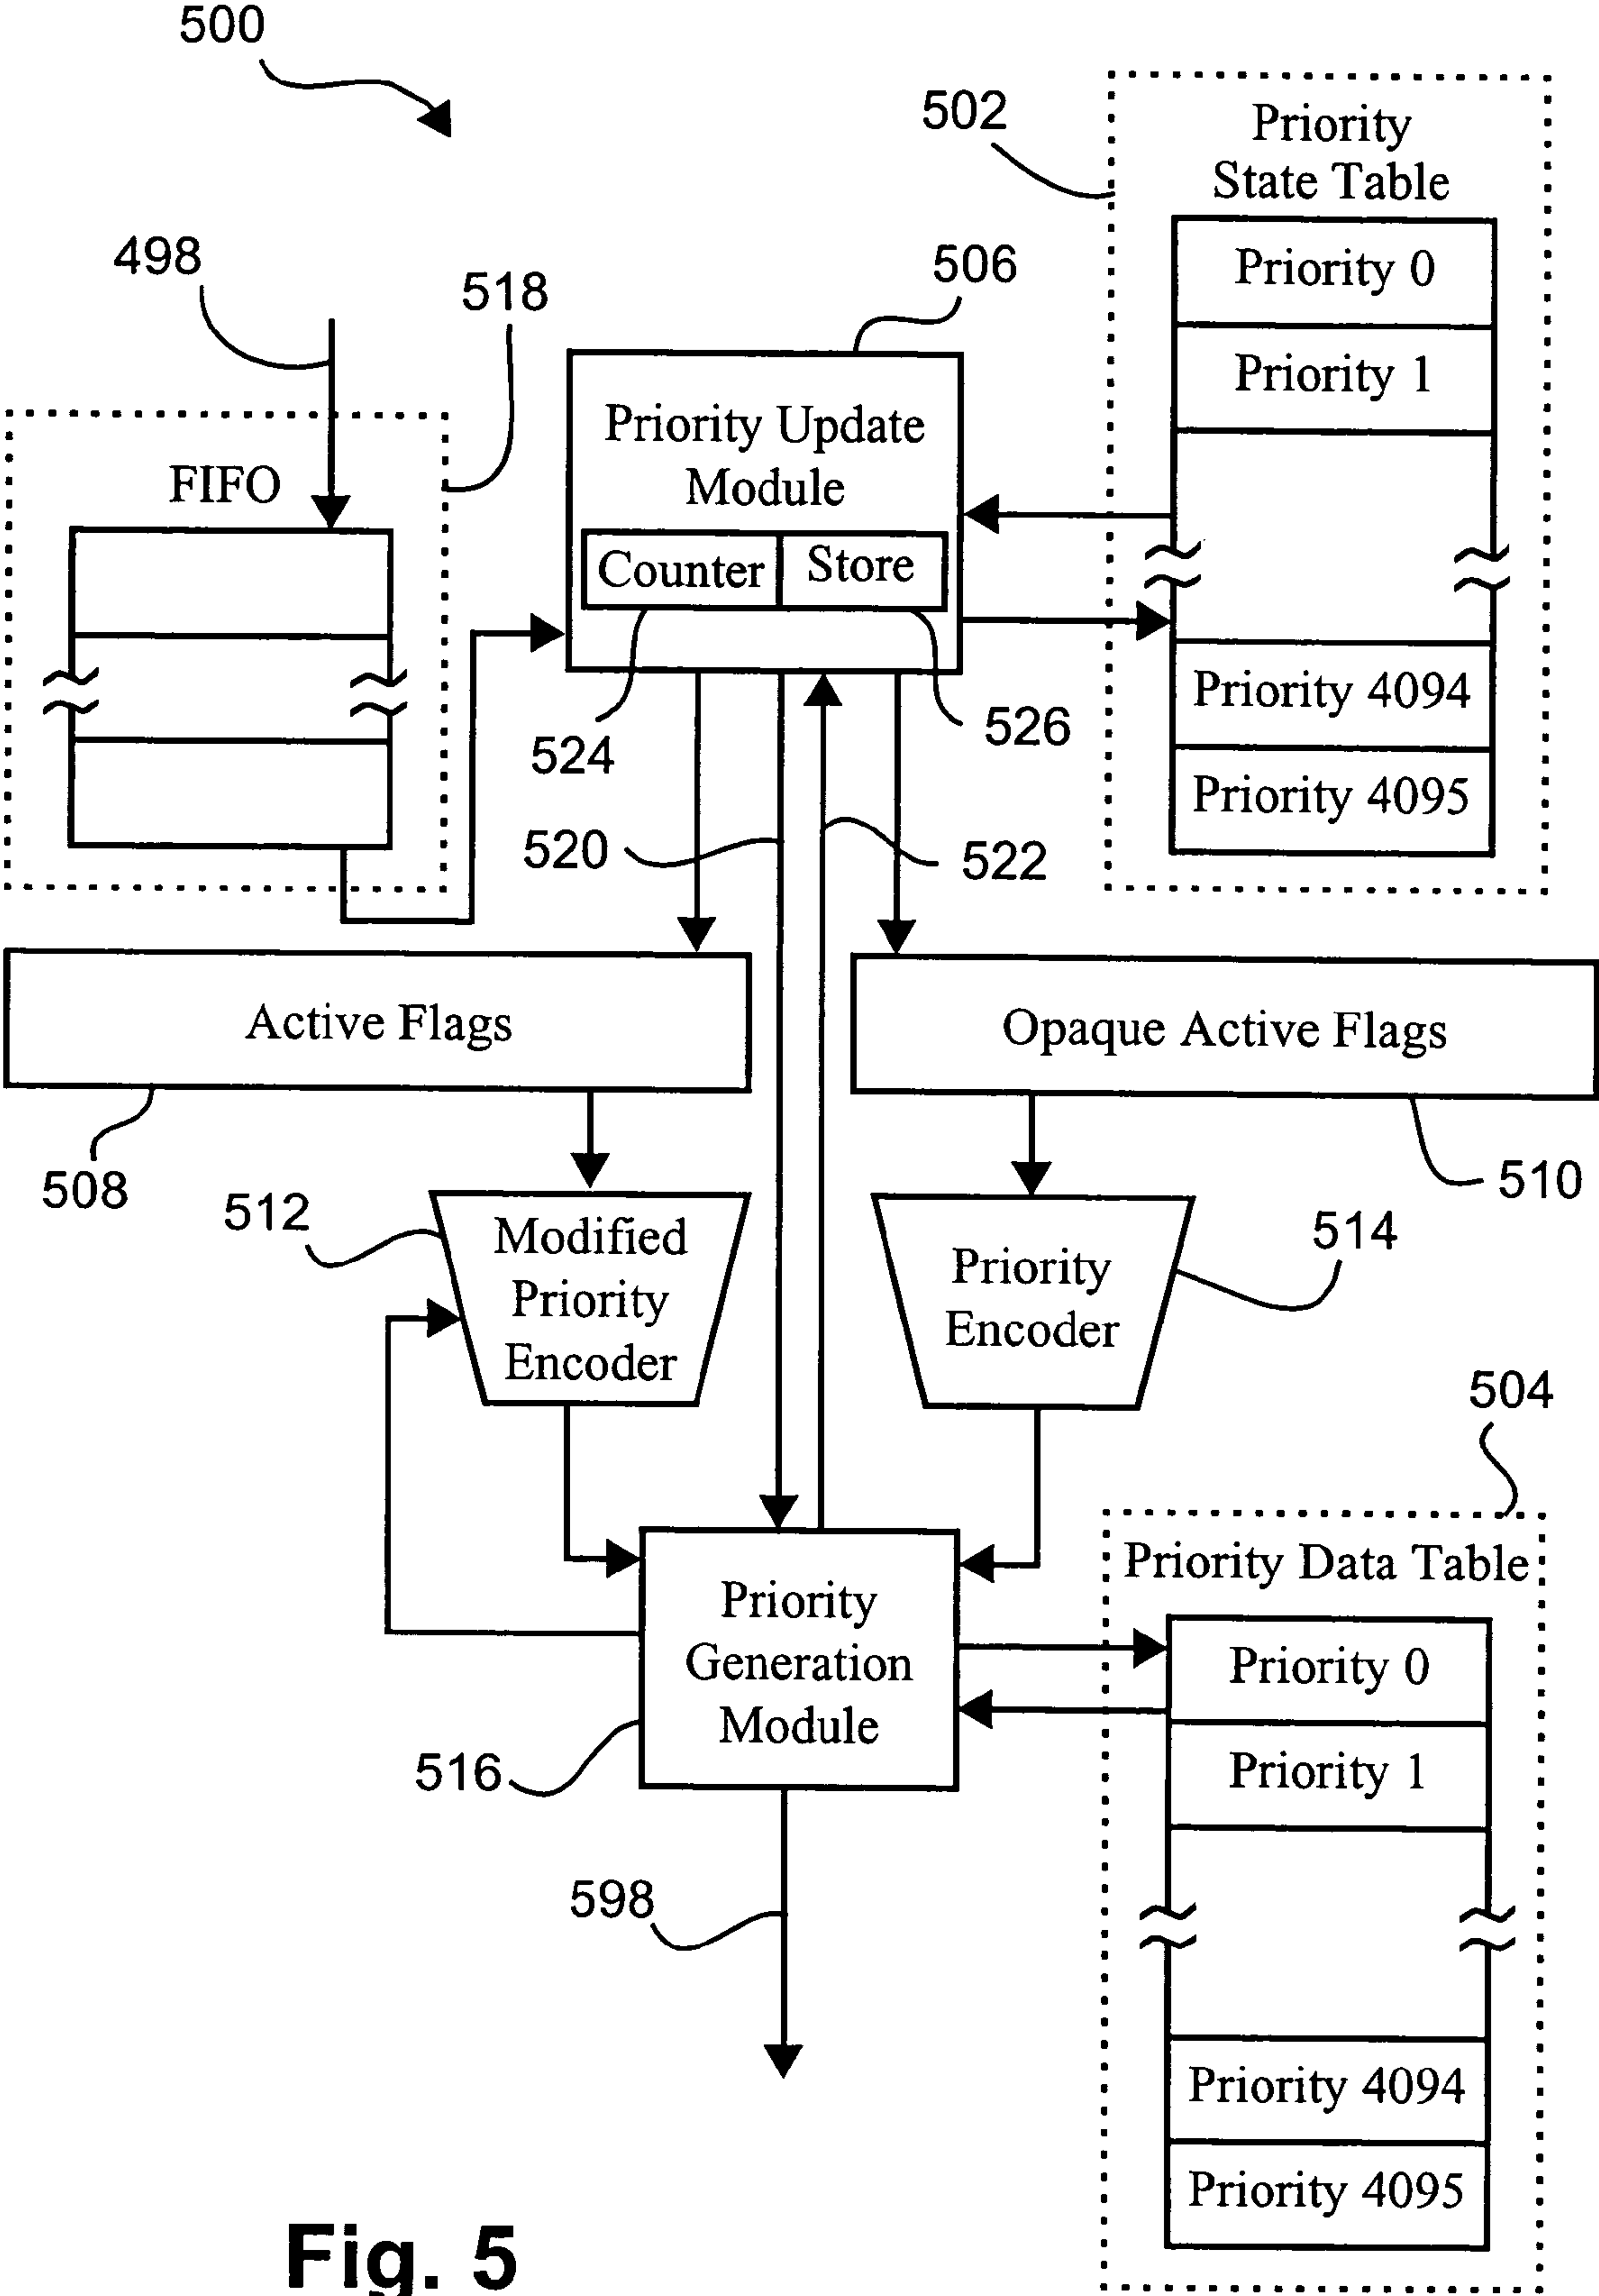 500
502
Priority
State Table
Priority 0
Priority 1
Priority 4094
Priority 4095
498
518
506
FIFO
Priority Update
Module
Counter
Store
524
526
520
522
Active Flags
Opaque Active Flags
508
510
512
Modified
Priority
Encoder
Priority
Encoder
514
504
Priority Data Table
Priority 0
Priority 1
Priority 4094
Priority 4095
Priority
Generation
Module
516
598
Fig. 5